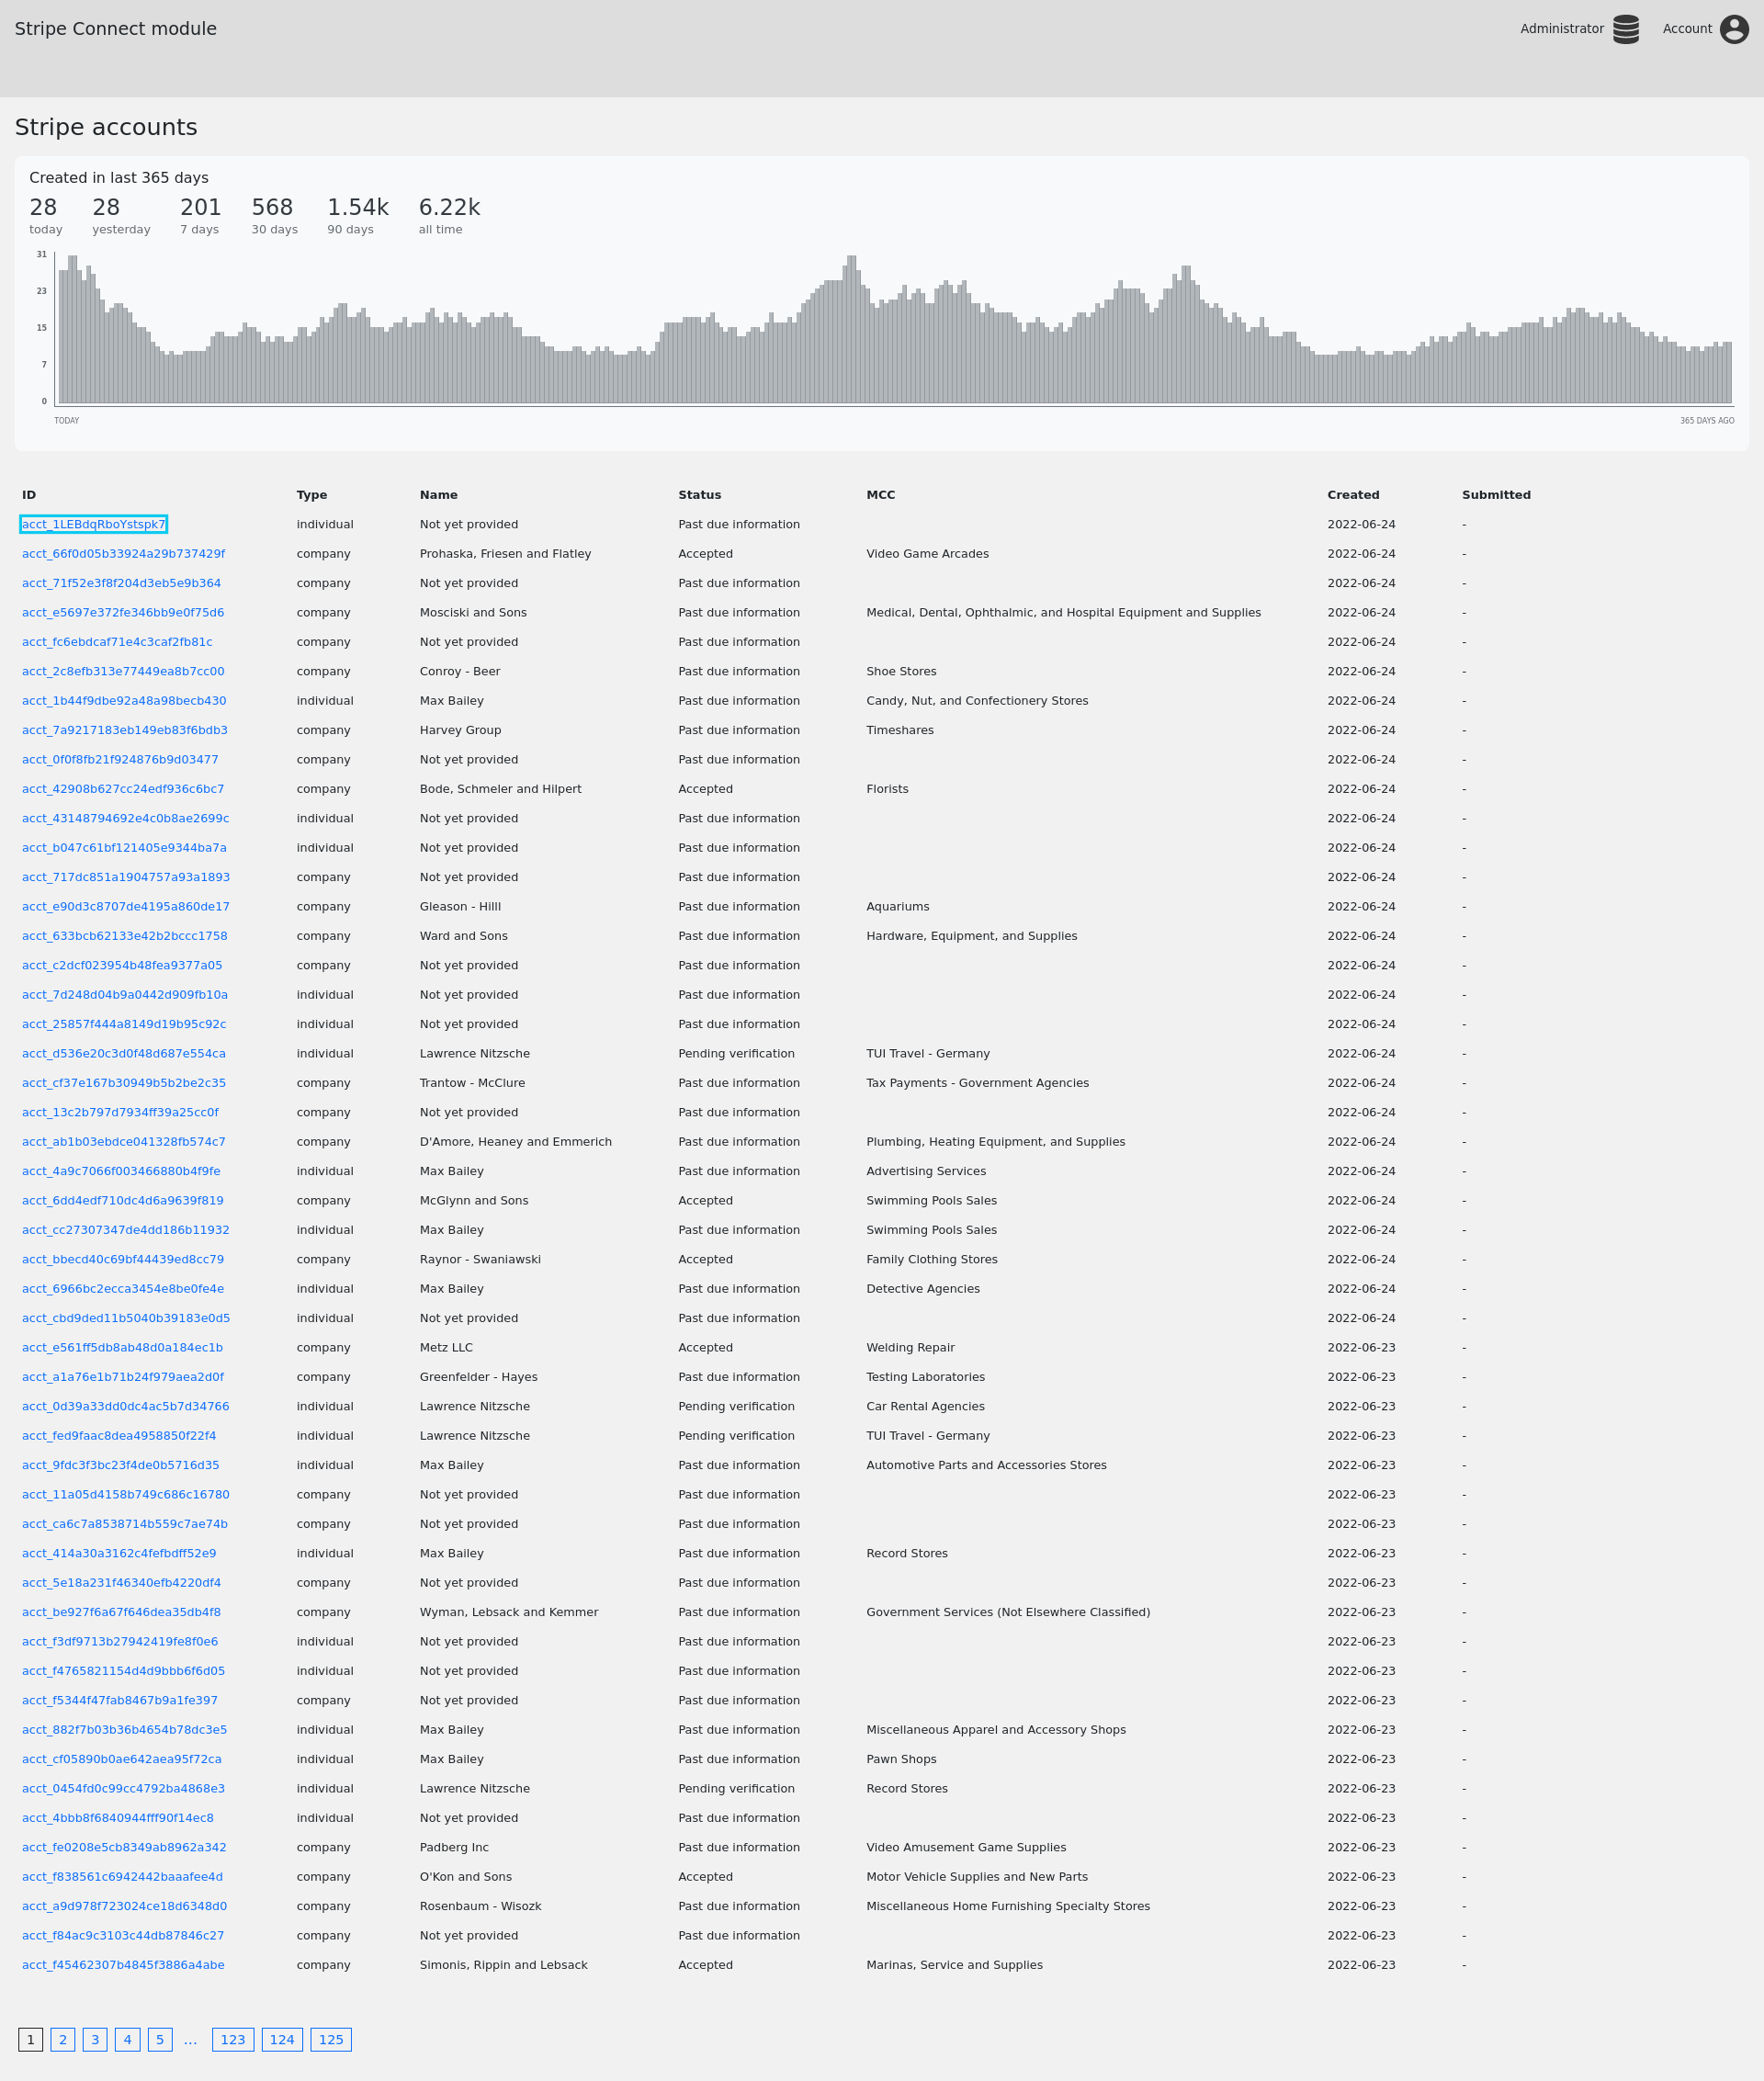 Stripe Connect module Administrator Account
Stripe accounts
Created in last 365 days
28 28 201 568 1.54k 6.22k
today yesterday 7 days 30 days 90 days all time
31
23
15
7
0
TODAY 365 DAYS AGO
ID Type Name Status MCC Created Submitted
acct_1LEBdqRboYstspk7 individual Not yet provided Past due information 2022-06-24 -
acct_66f0d05b33924a29b737429f company Prohaska, Friesen and Flatley Accepted Video Game Arcades 2022-06-24 -
acct_71f52e3f8f204d3eb5e9b364 company Not yet provided Past due information 2022-06-24 -
acct_e5697e372fe346bb9e0f75d6 company Mosciski and Sons Past due information Medical, Dental, Ophthalmic, and Hospital Equipment and Supplies 2022-06-24 -
acct_fc6ebdcaf71e4c3caf2fb81c company Not yet provided Past due information 2022-06-24 -
acct_2c8efb313e77449ea8b7cc00 company Conroy - Beer Past due information Shoe Stores 2022-06-24 -
acct_1b44f9dbe92a48a98becb430 individual Max Bailey Past due information Candy, Nut, and Confectionery Stores 2022-06-24 -
acct_7a9217183eb149eb83f6bdb3 company Harvey Group Past due information Timeshares 2022-06-24 -
acct_0f0f8fb21f924876b9d03477 company Not yet provided Past due information 2022-06-24 -
acct_42908b627cc24edf936c6bc7 company Bode, Schmeler and Hilpert Accepted Florists 2022-06-24 -
acct_43148794692e4c0b8ae2699c individual Not yet provided Past due information 2022-06-24 -
acct_b047c61bf121405e9344ba7a individual Not yet provided Past due information 2022-06-24 -
acct_717dc851a1904757a93a1893 company Not yet provided Past due information 2022-06-24 -
acct_e90d3c8707de4195a860de17 company Gleason - Hilll Past due information Aquariums 2022-06-24 -
acct_633bcb62133e42b2bccc1758 company Ward and Sons Past due information Hardware, Equipment, and Supplies 2022-06-24 -
acct_c2dcf023954b48fea9377a05 company Not yet provided Past due information 2022-06-24 -
acct_7d248d04b9a0442d909fb10a individual Not yet provided Past due information 2022-06-24 -
acct_25857f444a8149d19b95c92c individual Not yet provided Past due information 2022-06-24 -
acct_d536e20c3d0f48d687e554ca individual Lawrence Nitzsche Pending verification TUI Travel - Germany 2022-06-24 -
acct_cf37e167b30949b5b2be2c35 company Trantow - McClure Past due information Tax Payments - Government Agencies 2022-06-24 -
acct_13c2b797d7934ff39a25cc0f company Not yet provided Past due information 2022-06-24 -
acct_ab1b03ebdce041328fb574c7 company D'Amore, Heaney and Emmerich Past due information Plumbing, Heating Equipment, and Supplies 2022-06-24 -
acct_4a9c7066f003466880b4f9fe individual Max Bailey Past due information Advertising Services 2022-06-24 -
acct_6dd4edf710dc4d6a9639f819 company McGlynn and Sons Accepted Swimming Pools Sales 2022-06-24 -
acct_cc27307347de4dd186b11932 individual Max Bailey Past due information Swimming Pools Sales 2022-06-24 -
acct_bbecd40c69bf44439ed8cc79 company Raynor - Swaniawski Accepted Family Clothing Stores 2022-06-24 -
acct_6966bc2ecca3454e8be0fe4e individual Max Bailey Past due information Detective Agencies 2022-06-24 -
acct_cbd9ded11b5040b39183e0d5 individual Not yet provided Past due information 2022-06-24 -
acct_e561ff5db8ab48d0a184ec1b company Metz LLC Accepted Welding Repair 2022-06-23 -
acct_a1a76e1b71b24f979aea2d0f company Greenfelder - Hayes Past due information Testing Laboratories 2022-06-23 -
acct_0d39a33dd0dc4ac5b7d34766 individual Lawrence Nitzsche Pending verification Car Rental Agencies 2022-06-23 -
acct_fed9faac8dea4958850f22f4 individual Lawrence Nitzsche Pending verification TUI Travel - Germany 2022-06-23 -
acct_9fdc3f3bc23f4de0b5716d35 individual Max Bailey Past due information Automotive Parts and Accessories Stores 2022-06-23 -
acct_11a05d4158b749c686c16780 company Not yet provided Past due information 2022-06-23 -
acct_ca6c7a8538714b559c7ae74b company Not yet provided Past due information 2022-06-23 -
acct_414a30a3162c4fefbdff52e9 individual Max Bailey Past due information Record Stores 2022-06-23 -
acct_5e18a231f46340efb4220df4 company Not yet provided Past due information 2022-06-23 -
acct_be927f6a67f646dea35db4f8 company Wyman, Lebsack and Kemmer Past due information Government Services (Not Elsewhere Classified) 2022-06-23 -
acct_f3df9713b27942419fe8f0e6 individual Not yet provided Past due information 2022-06-23 -
acct_f4765821154d4d9bbb6f6d05 individual Not yet provided Past due information 2022-06-23 -
acct_f5344f47fab8467b9a1fe397 company Not yet provided Past due information 2022-06-23 -
acct_882f7b03b36b4654b78dc3e5 individual Max Bailey Past due information Miscellaneous Apparel and Accessory Shops 2022-06-23 -
acct_cf05890b0ae642aea95f72ca individual Max Bailey Past due information Pawn Shops 2022-06-23 -
acct_0454fd0c99cc4792ba4868e3 individual Lawrence Nitzsche Pending verification Record Stores 2022-06-23 -
acct_4bbb8f6840944fff90f14ec8 individual Not yet provided Past due information 2022-06-23 -
acct_fe0208e5cb8349ab8962a342 company Padberg Inc Past due information Video Amusement Game Supplies 2022-06-23 -
acct_f838561c6942442baaafee4d company O'Kon and Sons Accepted Motor Vehicle Supplies and New Parts 2022-06-23 -
acct_a9d978f723024ce18d6348d0 company Rosenbaum - Wisozk Past due information Miscellaneous Home Furnishing Specialty Stores 2022-06-23 -
acct_f84ac9c3103c44db87846c27 company Not yet provided Past due information 2022-06-23 -
acct_f45462307b4845f3886a4abe company Simonis, Rippin and Lebsack Accepted Marinas, Service and Supplies 2022-06-23 -
1 2 3 4 5 ... 123 124 125